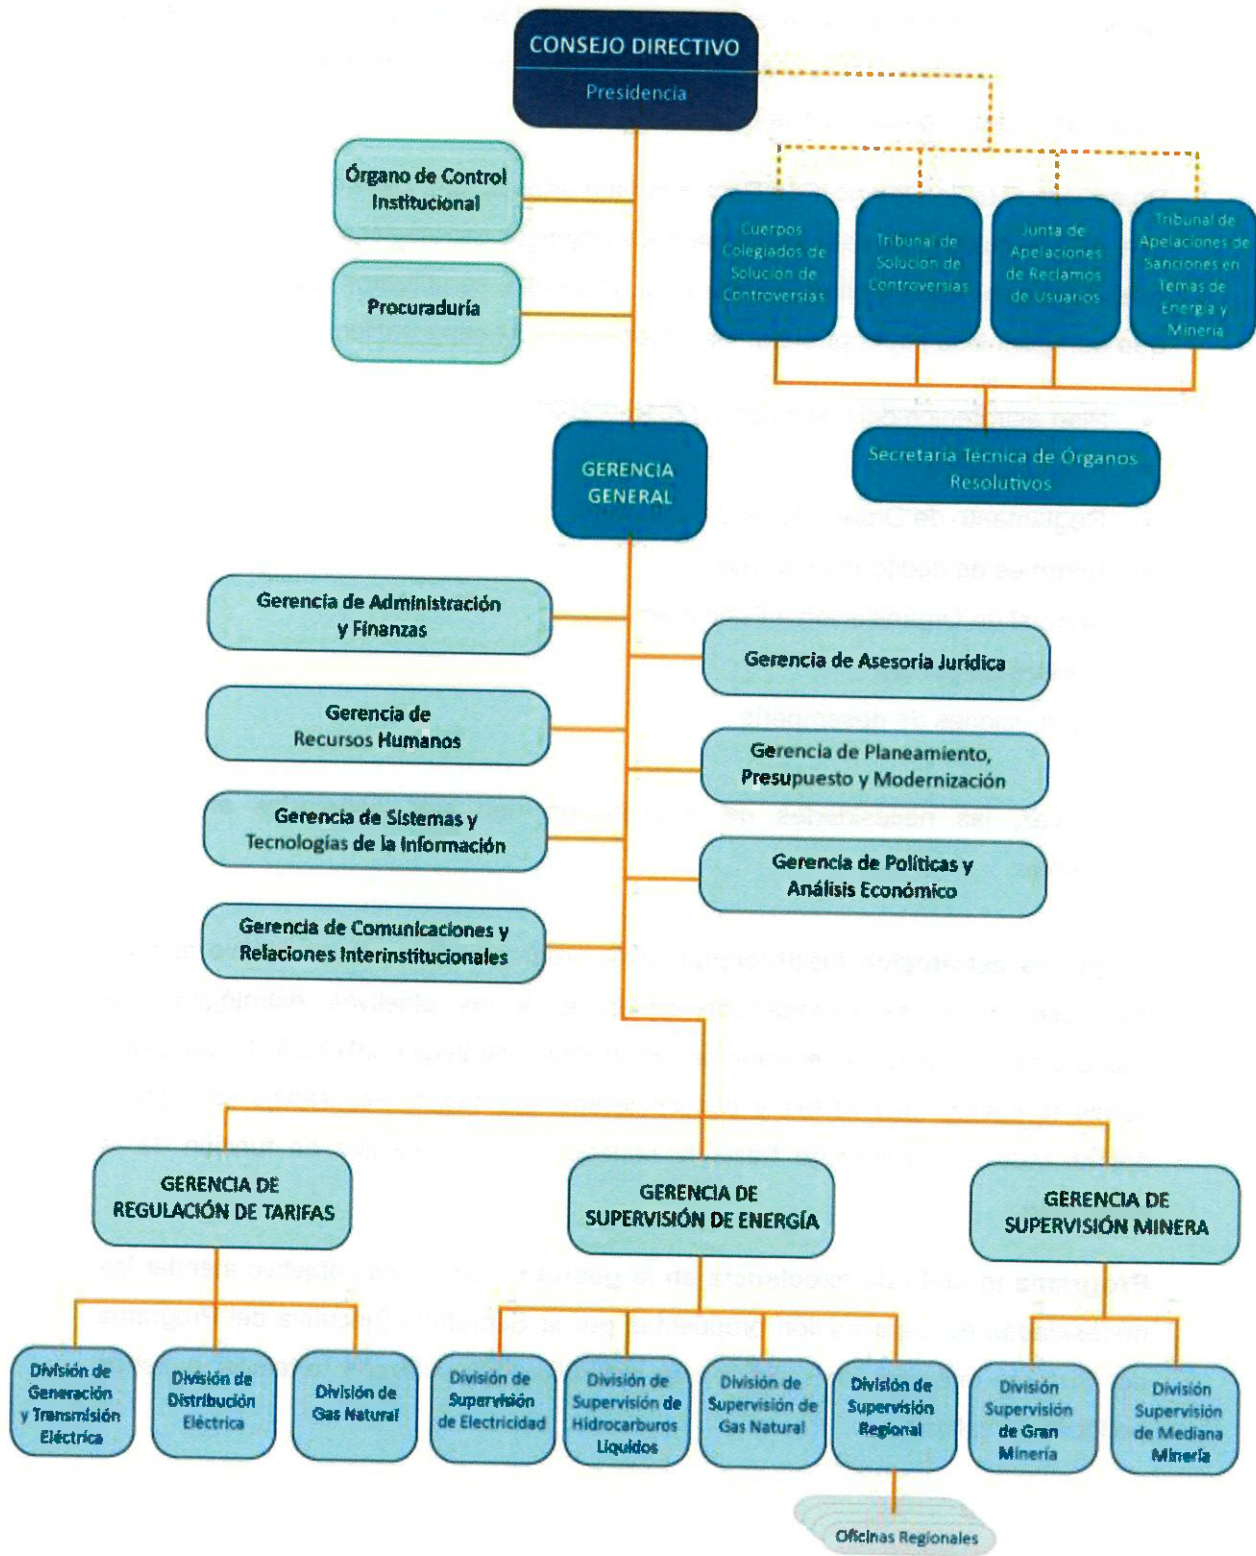 CONSEJO DIRECTIVO
Presidencia
Órgano de Control
Institucional
Procuraduría
Cuerpos
Colegiados de
Solución de
Controversias
Tribunal de
Solución de
Controversias
Junta de
Apelaciones
de Reclamos
de Usuarios
Tribunal de
Apelaciones de
Sanciones en
Temas de
Energía y
Minería
Secretaría Técnica de Órganos
Resolutivos
GERENCIA
GENERAL
Gerencia de Administración
y Finanzas
Gerencia de Asesoría Jurídica
Gerencia de
Recursos Humanos
Gerencia de Planeamiento,
Presupuesto y Modernización
Gerencia de Sistemas y
Tecnologías de la Información
Gerencia de Políticas y
Análisis Económico
Gerencia de Comunicaciones y
Relaciones Interinstitucionales
GERENCIA DE
REGULACIÓN DE TARIFAS
GERENCIA DE
SUPERVISIÓN DE ENERGÍA
GERENCIA DE
SUPERVISIÓN MINERA
División de
Generación
y Transmisión
Eléctrica
División de
Distribución
Eléctrica
División de
Gas Natural
División de
Supervisión
de Electricidad
División de
Supervisión de
Hidrocarburos
Líquidos
División de
Supervisión de
Gas Natural
División de
Supervisión
Regional
División
Supervisión
de Gran
Minería
División
Supervisión
de Mediana
Minería
Oficinas Regionales